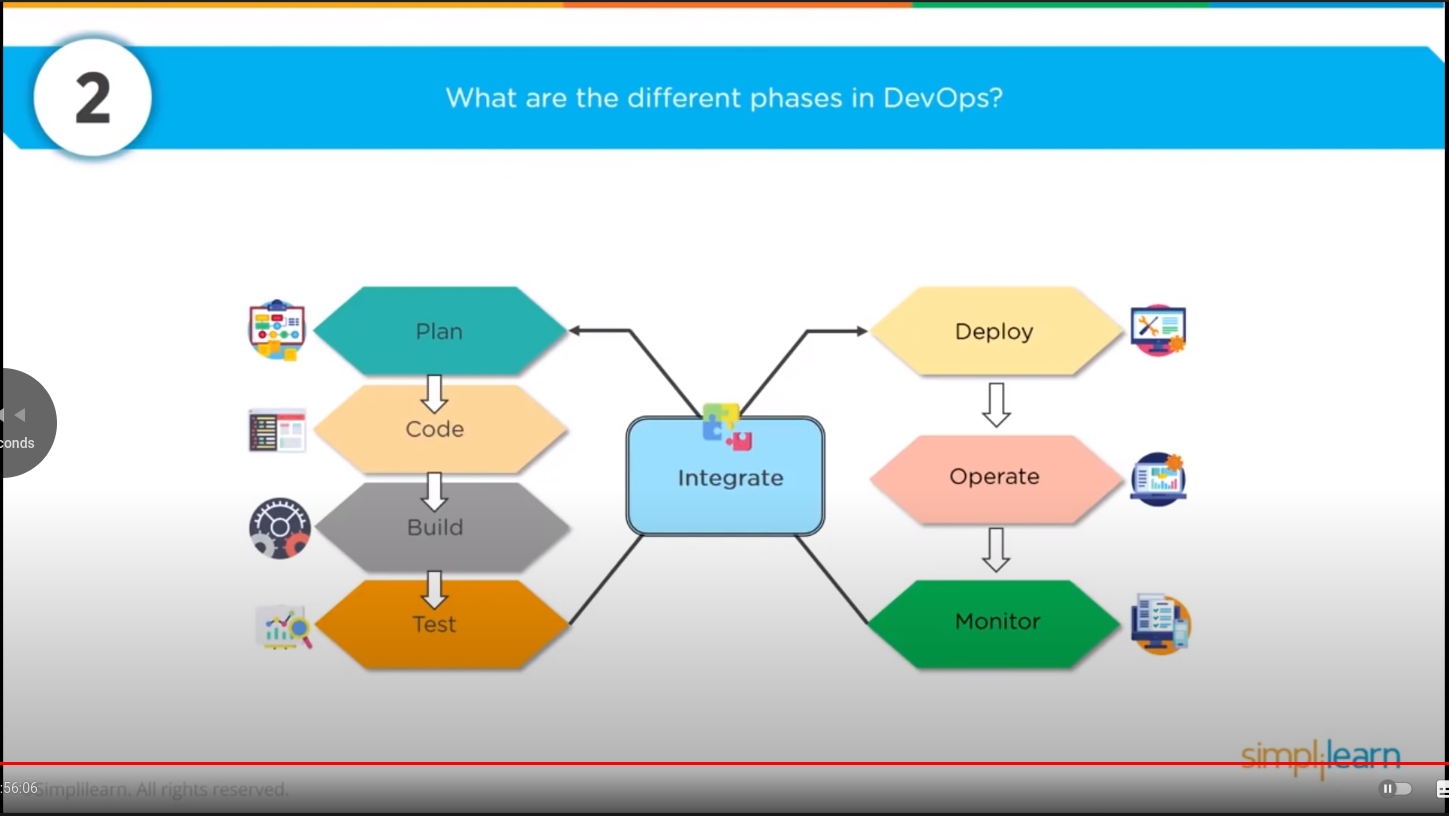 2
What are the different phases in DevOps?
Plan
Deploy
Code
Integrate
Operate
Build
Test
Monitor
conds
simplilearn
:56:06
Simplilearn. All rights reserved.